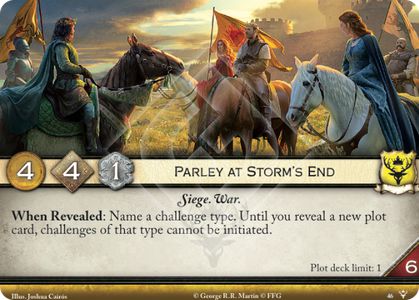 4 4 1 Parley at Storm's End
Siege. War.
When Revealed: Name a challenge type. Until you reveal a new plot
card, challenges of that type cannot be initiated.
Plot deck limit: 1
6
Illus. Joshua Cairós © George R.R. Martin © FFG 46